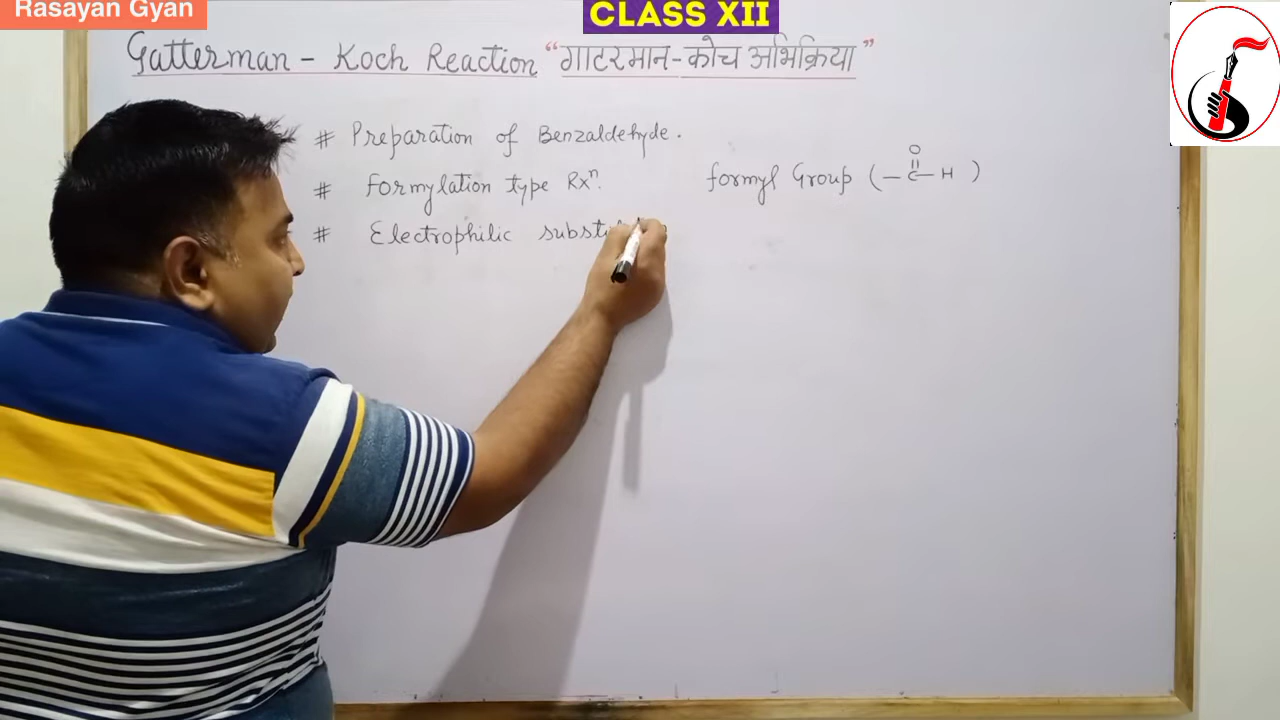 Rasayan Gyan
CLASS XII
Gatterman - Koch Reaction "गाटरमान-कोच अभिक्रिया"
# Preparation of Benzaldehyde.
# Formylation type Rxⁿ. formyl Group ( - C - H )
O
# Electrophilic